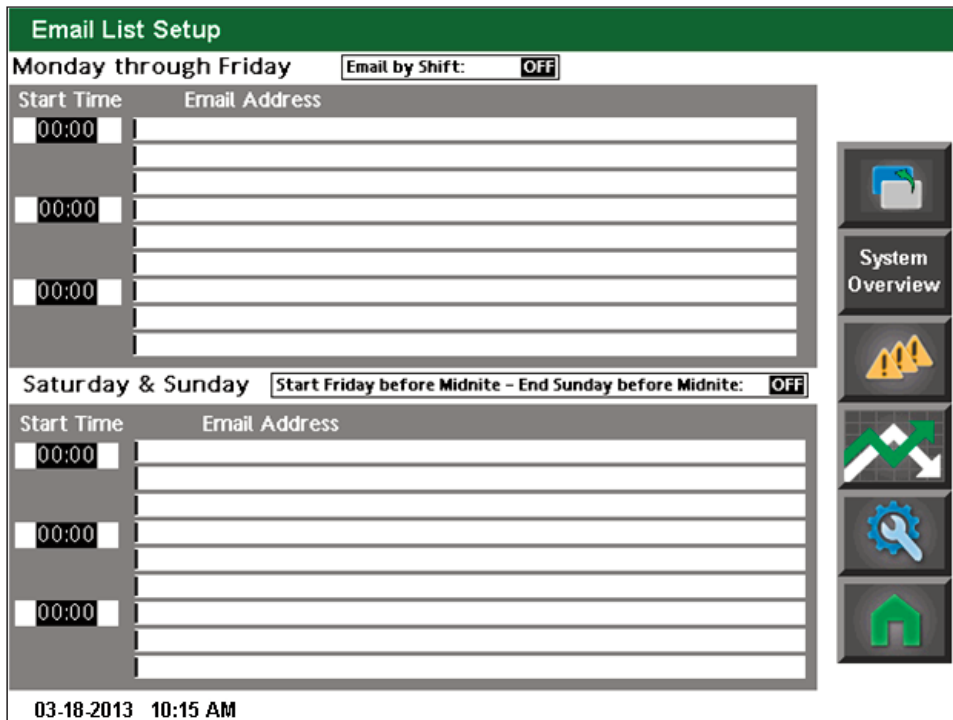 Email List Setup
Monday through Friday Email by Shift: OFF
Start Time Email Address
00:00
00:00
00:00
System
Overview
Saturday & Sunday Start Friday before Midnite - End Sunday before Midnite: OFF
Start Time Email Address
00:00
00:00
00:00
03-18-2013 10:15 AM